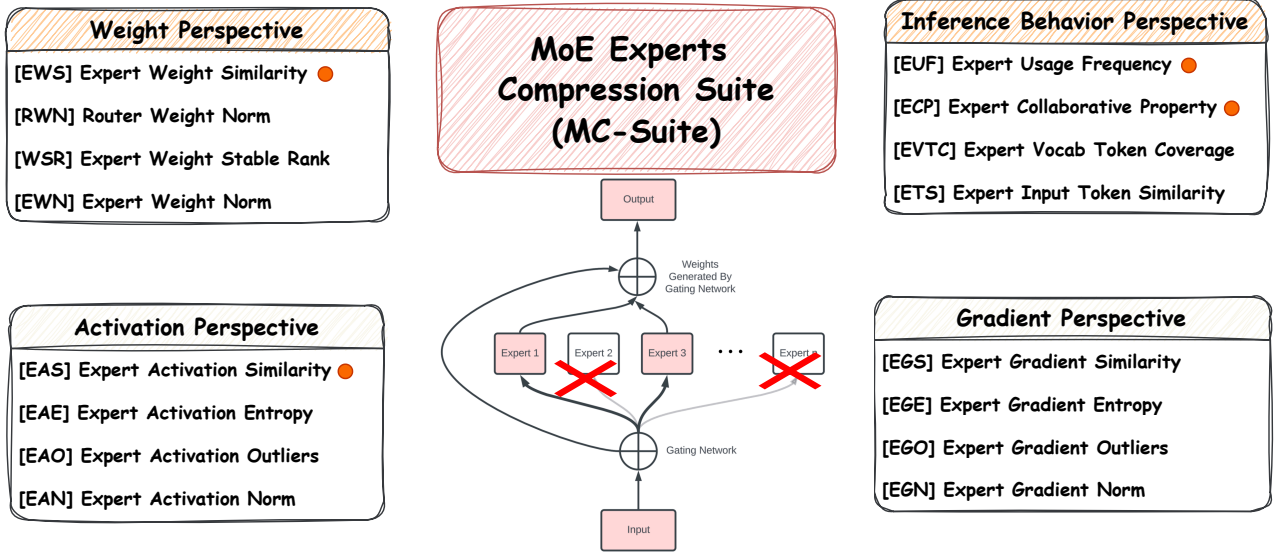 Weight Perspective
[EWS] Expert Weight Similarity
[RWN] Router Weight Norm
[WSR] Expert Weight Stable Rank
[EWN] Expert Weight Norm
MoE Experts
Compression Suite
(MC-Suite)
Inference Behavior Perspective
[EUF] Expert Usage Frequency
[ECP] Expert Collaborative Property
[EVTC] Expert Vocab Token Coverage
[ETS] Expert Input Token Similarity
Output
Weights
Generated By
Gating Network
Expert 1
Expert 2
Expert 3
...
Expert n
Gating Network
Input
Activation Perspective
[EAS] Expert Activation Similarity
[EAE] Expert Activation Entropy
[EAO] Expert Activation Outliers
[EAN] Expert Activation Norm
Gradient Perspective
[EGS] Expert Gradient Similarity
[EGE] Expert Gradient Entropy
[EGO] Expert Gradient Outliers
[EGN] Expert Gradient Norm